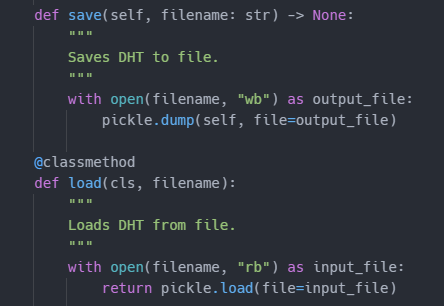 def save(self, filename: str) -> None:
    """
    Saves DHT to file.
    """
    with open(filename, "wb") as output_file:
        pickle.dump(self, file=output_file)

@classmethod
def load(cls, filename):
    """
    Loads DHT from file.
    """
    with open(filename, "rb") as input_file:
        return pickle.load(file=input_file)